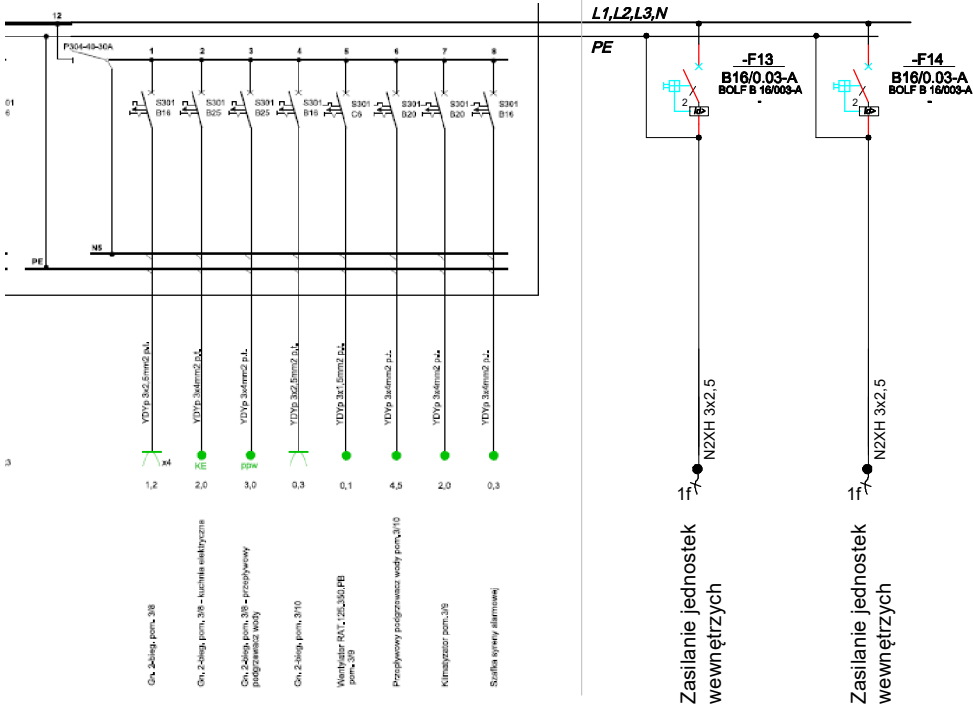 12
P304-40-30A
1 2 3 4 5 6 7 8
01
6
S301
B16
S301
B25
S301
B25
S301
B16
S301
C6
S301
B20
S301
B20
S301
B16
N5
PE
YDYp 3x2,5mm2 p.t.
YDYp 3x4mm2 p.t.
YDYp 3x4mm2 p.t.
YDYp 3x2,5mm2 p.t.
YDYp 3x1,5mm2 p.t.
YDYp 3x4mm2 p.t.
YDYp 3x4mm2 p.t.
YDYp 3x4mm2 p.t.
x4
KE
ppw
1,2 2,0 3,0 0,3 0,1 4,5 2,0 0,3
Gn. 2-bieg. pom. 3/8
Gn. 2-bieg. pom. 3/8 - kuchnia elektryczna
Gn. 2-bieg. pom. 3/8 - przepływowy
podgrzewacz wody
Gn. 2-bieg. pom. 3/10
Wentylator RAT.125.350.PB
pom. 3/9
Przepływowy podgrzewacz wody pom. 3/10
Klimatyzator pom. 3/9
Szafka syreny alarmowej
L1,L2,L3,N
PE
-F13
B16/0.03-A
BOLF B 16/003-A
-
2
N2XH 3x2,5
1f
Zasilanie jednostek
wewnętrzych
-F14
B16/0.03-A
BOLF B 16/003-A
-
2
N2XH 3x2,5
1f
Zasilanie jednostek
wewnętrzych